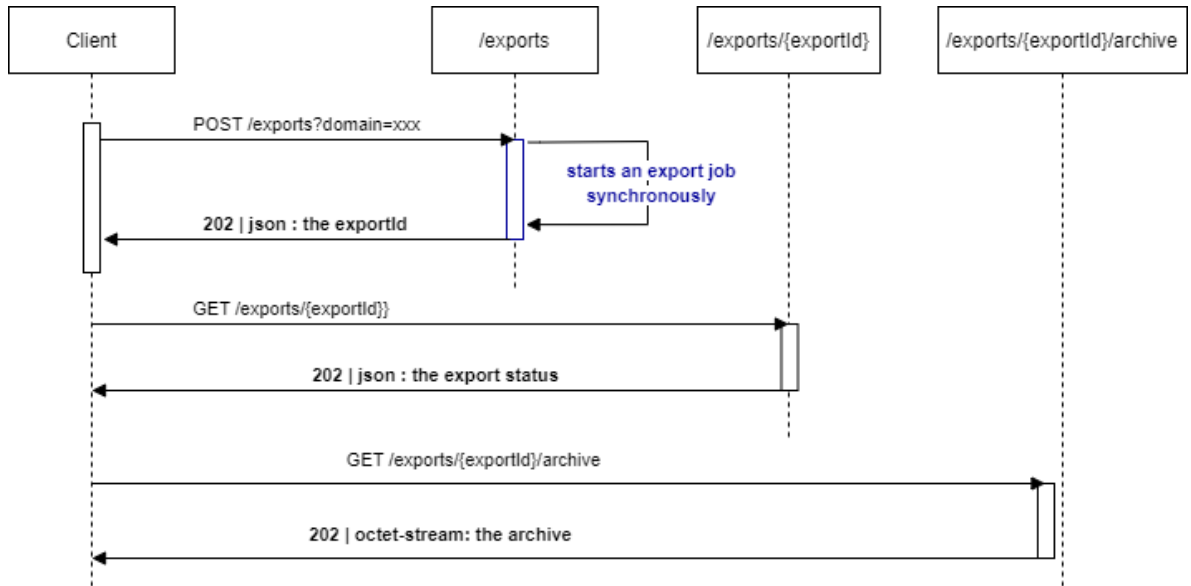 Client
/exports
/exports/{exportId}
/exports/{exportId}/archive
POST /exports?domain=xxx
starts an export job
synchronously
202 | json : the exportId
GET /exports/{exportId}}
202 | json : the export status
GET /exports/{exportId}/archive
202 | octet-stream: the archive